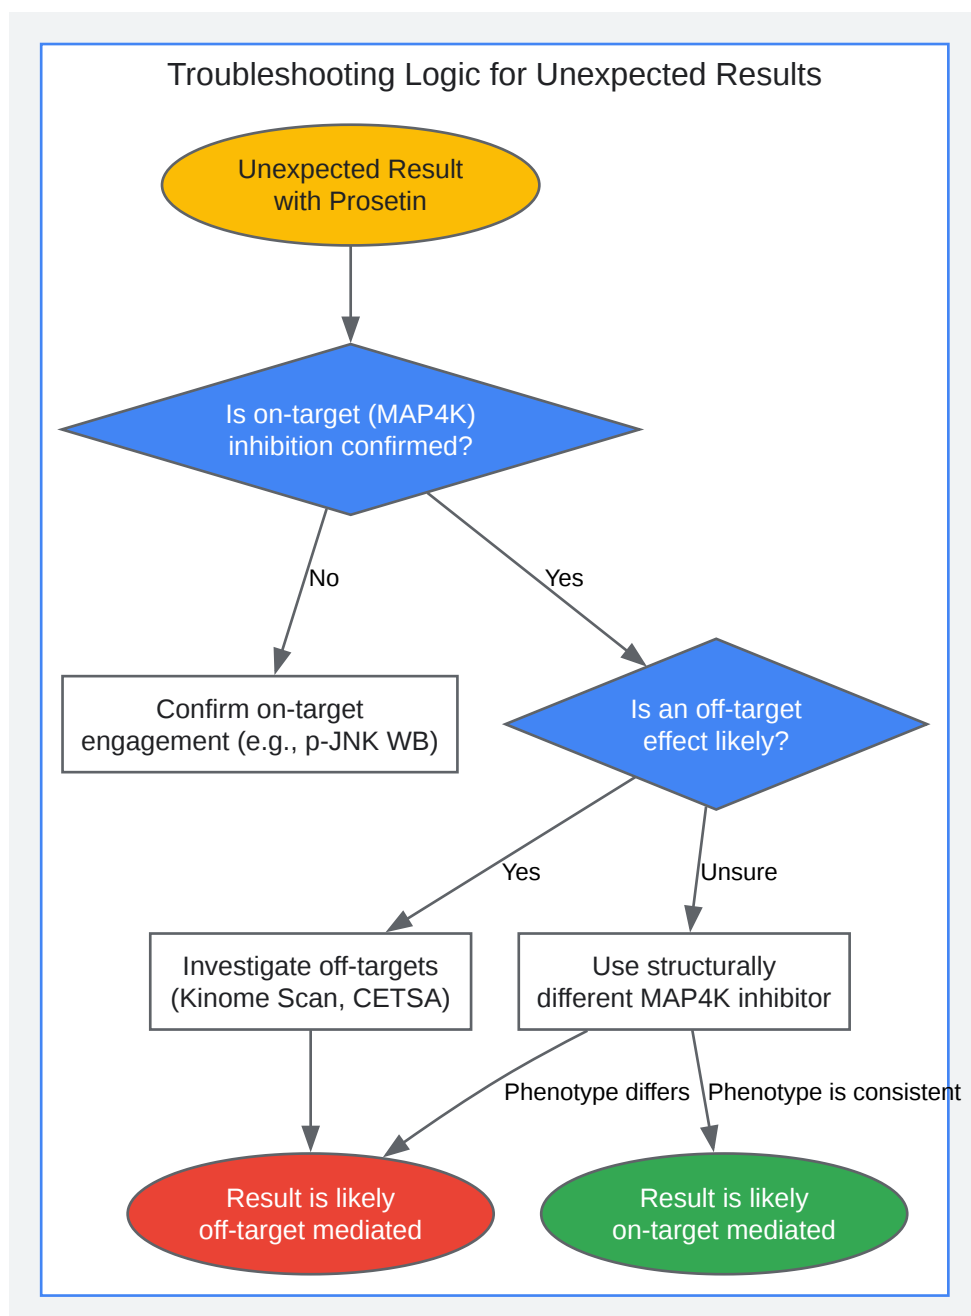 Troubleshooting Logic for Unexpected Results
Unexpected Result
with Prosetin
Is on-target (MAP4K)
inhibition confirmed?
No
Yes
Confirm on-target
engagement (e.g., p-JNK WB)
Is an off-target
effect likely?
Yes
Unsure
Investigate off-targets
(Kinome Scan, CETSA)
Use structurally
different MAP4K inhibitor
Phenotype differs
Phenotype is consistent
Result is likely
off-target mediated
Result is likely
on-target mediated